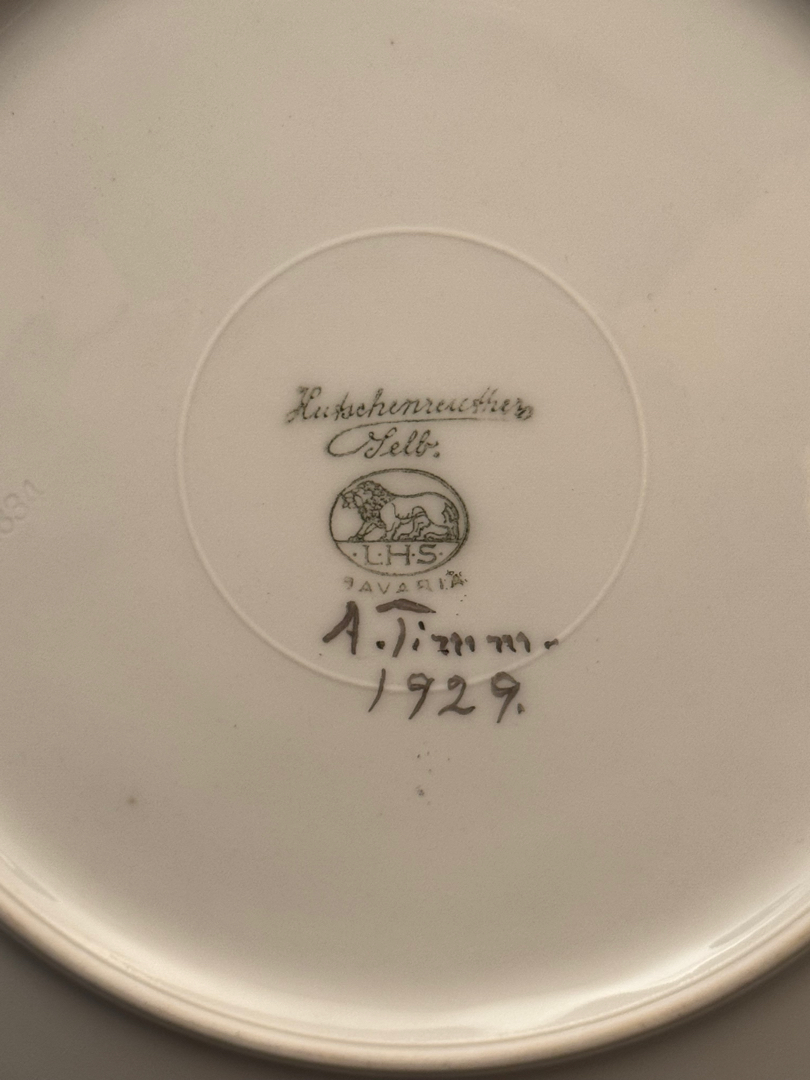 Hutschenreuther
Selb.
·L·H·S·
BAVARIA
A. Timm.
1929.